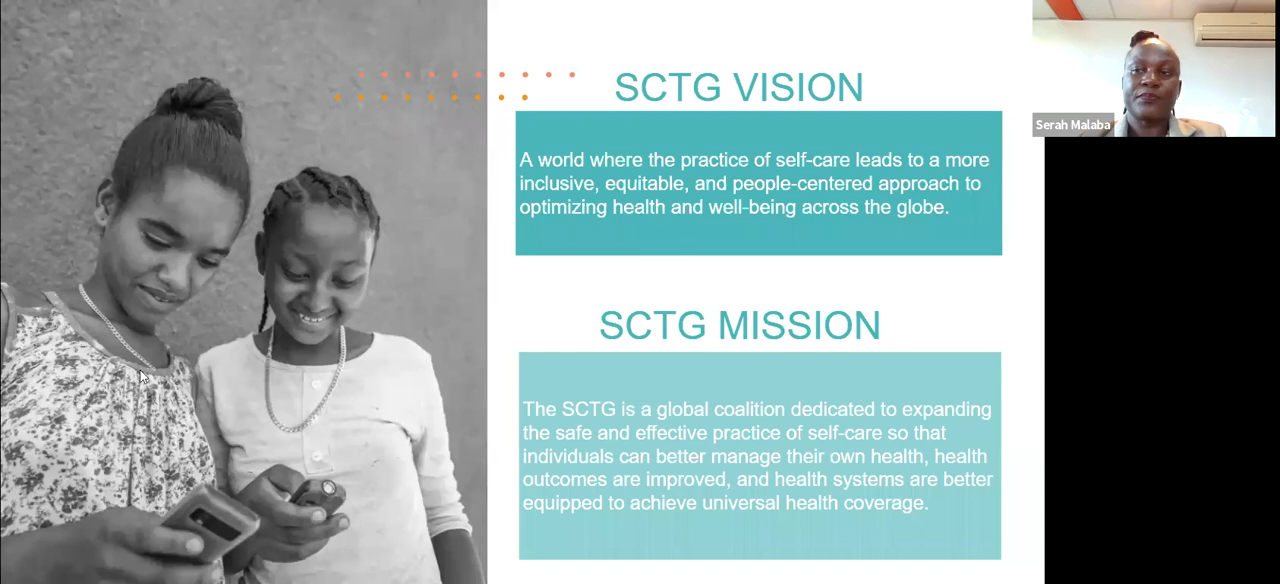 SCTG VISION
A world where the practice of self-care leads to a more
inclusive, equitable, and people-centered approach to
optimizing health and well-being across the globe.
SCTG MISSION
The SCTG is a global coalition dedicated to expanding
the safe and effective practice of self-care so that
individuals can better manage their own health, health
outcomes are improved, and health systems are better
equipped to achieve universal health coverage.
Serah Malaba